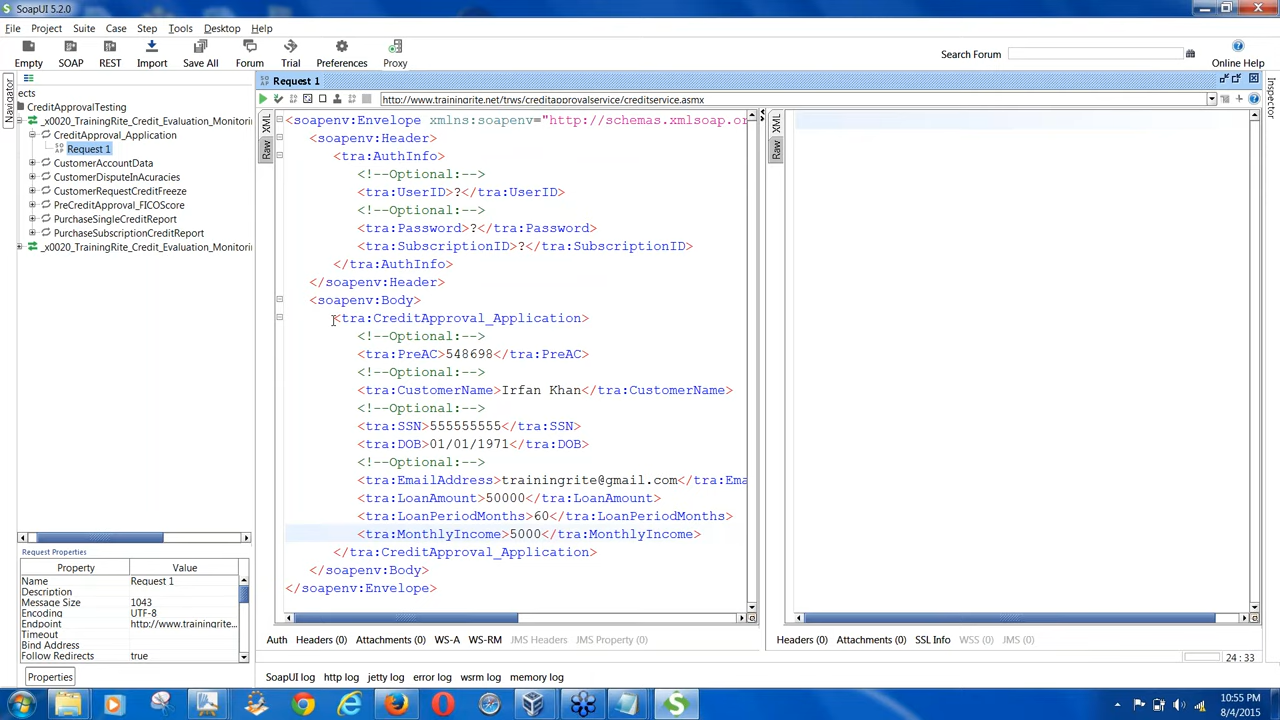 SoapUI 5.2.0
File Project Suite Case Step Tools Desktop Help
Empty SOAP REST Import Save All Forum Trial Preferences Proxy
Search Forum
Online Help
Navigator
ects
CreditApprovalTesting
_x0020_TrainingRite_Credit_Evaluation_Monitori
CreditApproval_Application
Request 1
CustomerAccountData
CustomerDisputeInAcuracies
CustomerRequestCreditFreeze
PreCreditApproval_FICOScore
PurchaseSingleCreditReport
PurchaseSubscriptionCreditReport
_x0020_TrainingRite_Credit_Evaluation_Monitori
Request Properties
Property Value
Name Request 1
Description
Message Size 1043
Encoding UTF-8
Endpoint http://www.trainingrite...
Timeout
Bind Address
Follow Redirects true
Properties
SOAP Request 1
http://www.trainingrite.net/trws/creditapprovalservice/creditservice.asmx
XML
Raw
<soapenv:Envelope xmlns:soapenv="http://schemas.xmlsoap.or
<soapenv:Header>
<tra:AuthInfo>
<!--Optional:-->
<tra:UserID>?</tra:UserID>
<!--Optional:-->
<tra:Password>?</tra:Password>
<tra:SubscriptionID>?</tra:SubscriptionID>
</tra:AuthInfo>
</soapenv:Header>
<soapenv:Body>
<tra:CreditApproval_Application>
<!--Optional:-->
<tra:PreAC>548698</tra:PreAC>
<!--Optional:-->
<tra:CustomerName>Irfan Khan</tra:CustomerName>
<!--Optional:-->
<tra:SSN>555555555</tra:SSN>
<tra:DOB>01/01/1971</tra:DOB>
<!--Optional:-->
<tra:EmailAddress>trainingrite@gmail.com</tra:Ema
<tra:LoanAmount>50000</tra:LoanAmount>
<tra:LoanPeriodMonths>60</tra:LoanPeriodMonths>
<tra:MonthlyIncome>5000</tra:MonthlyIncome>
</tra:CreditApproval_Application>
</soapenv:Body>
</soapenv:Envelope>
XML
Raw
Inspector
Auth Headers (0) Attachments (0) WS-A WS-RM JMS Headers JMS Property (0)
Headers (0) Attachments (0) SSL Info WSS (0) JMS (0)
24 : 33
SoapUI log http log jetty log error log wsrm log memory log
10:55 PM
8/4/2015